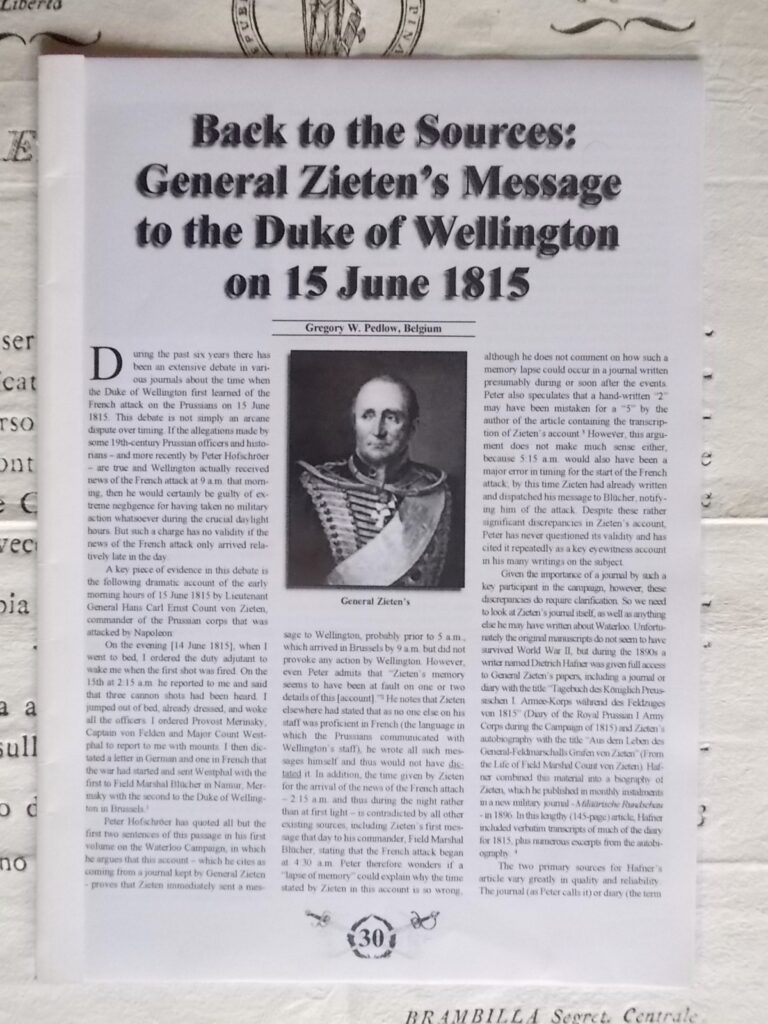 Liberta
Back to the Sources:
General Zieten's Message
to the Duke of Wellington
on 15 June 1815
Gregory W. Pedlow, Belgium
During the past six years there has
been an extensive debate in vari-
ous journals about the time when
the Duke of Wellington first learned of the
French attack on the Prussians on 15 June
1815. This debate is not simply an arcane
dispute over timing. If the allegations made by
some 19th-century Prussian officers and histo-
rians – and more recently by Peter Hofschröer
– are true and Wellington actually received
news of the French attack at 9 a.m. that morn-
ing, then he would certainly be guilty of ex-
treme negligence for having taken no military
action whatsoever during the crucial daylight
hours. But such a charge has no validity if the
news of the French attack only arrived rela-
tively late in the day.
A key piece of evidence in this debate is
the following dramatic account of the early
morning hours of 15 June 1815 by Lieutenant
General Hans Carl Ernst Count von Zieten,
commander of the Prussian corps that was
attacked by Napoleon:
On the evening [14 June 1815], when I
went to bed, I ordered the duty adjutant to
wake me when the first shot was fired. On the
15th at 2:15 a.m. he reported to me and said
that three cannon shots had been heard. I
jumped out of bed, already dressed, and woke
all the officers. I ordered Provost Merinsky,
Captain von Felden and Major Count West-
phal to report to me with mounts. I then dic-
tated a letter in German and one in French that
the war had started and sent Westphal with the
first to Field Marshal Blücher in Namur, Mer-
insky with the second to the Duke of Welling-
ton in Brussels.¹
Peter Hofschröer has quoted all but the
first two sentences of this passage in his first
volume on the Waterloo Campaign, in which
he argues that this account – which he cites as
coming from a journal kept by General Zieten
- proves that Zieten immediately sent a mes-
General Zieten's
sage to Wellington, probably prior to 5 a.m.,
which arrived in Brussels by 9 a.m. but did not
provoke any action by Wellington. However,
even Peter admits that "Zieten's memory
seems to have been at fault on one or two
details of this [account]." He notes that Zieten
elsewhere had stated that as no one else on his
staff was proficient in French (the language in
which the Prussians communicated with
Wellington's staff), he wrote all such mes-
sages himself and thus would not have dic-
tated it. In addition, the time given by Zieten
for the arrival of the news of the French attack
– 2:15 a.m. and thus during the night rather
than at first light – is contradicted by all other
existing sources, including Zieten's first mes-
sage that day to his commander, Field Marshal
Blücher, stating that the French attack began
at 4:30 a.m. Peter therefore wonders if a
"lapse of memory" could explain why the time
stated by Zieten in this account is so wrong,
although he does not comment on how such a
memory lapse could occur in a journal written
presumably during or soon after the events.
Peter also speculates that a hand-written "2"
may have been mistaken for a "5" by the
author of the article containing the transcrip-
tion of Zieten's account.³ However, this argu-
ment does not make much sense either,
because 5:15 a.m. would also have been a
major error in timing for the start of the French
attack; by this time Zieten had already written
and dispatched his message to Blücher, notify-
ing him of the attack. Despite these rather
significant discrepancies in Zieten's account,
Peter has never questioned its validity and has
cited it repeatedly as a key eyewitness account
in his many writings on the subject.
Given the importance of a journal by such a
key participant in the campaign, however, these
discrepancies do require clarification. So we need
to look at Zieten's journal itself, as well as anything
else he may have written about Waterloo. Unfortu-
nately the original manuscripts do not seem to have
survived World War II, but during the 1890s a
writer named Dietrich Hafner was given full access
to General Zieten's papers, including a journal or
diary with the title "Tagebuch des Königlich Preus-
sischen I. Armee-Korps während des Feldzuges
von 1815" (Diary of the Royal Prussian I Army
Corps during the Campaign of 1815) and Zieten's
autobiography with the title "Aus dem Leben des
General-Feldmarschalls Grafen von Zieten" (From
the Life of Field Marshal Count von Zieten). Haf-
ner combined this material into a biography of
Zieten, which he published in monthly instalments
in a new military journal - Militärische Rundschau
- in 1896. In this lengthy (145-page) article, Hafner
included verbatim transcripts of much of the diary
for 1815, plus numerous excerpts from the autobi-
ography. ⁴
The two primary sources for Hafner's
article vary greatly in quality and reliability.
The journal (as Peter calls it) or diary (the term
30
BRAMBILLA Segret. Centrale.